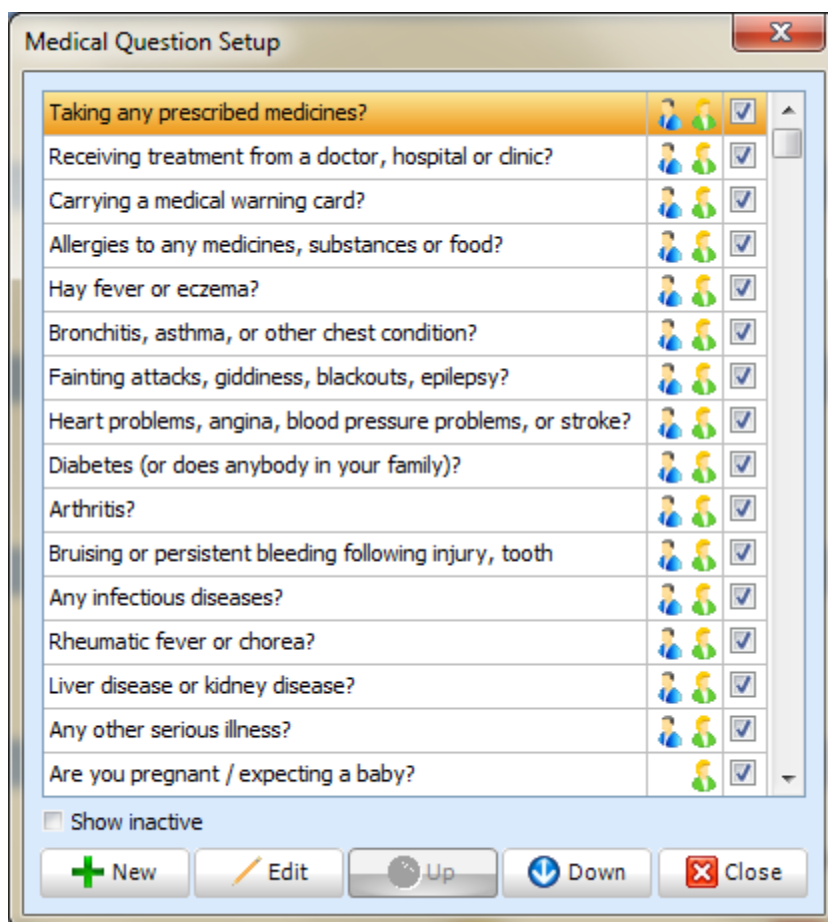 Medical Question Setup
Taking any prescribed medicines?
Receiving treatment from a doctor, hospital or clinic?
Carrying a medical warning card?
Allergies to any medicines, substances or food?
Hay fever or eczema?
Bronchitis, asthma, or other chest condition?
Fainting attacks, giddiness, blackouts, epilepsy?
Heart problems, angina, blood pressure problems, or stroke?
Diabetes (or does anybody in your family)?
Arthritis?
Bruising or persistent bleeding following injury, tooth
Any infectious diseases?
Rheumatic fever or chorea?
Liver disease or kidney disease?
Any other serious illness?
Are you pregnant / expecting a baby?
Show inactive
New Edit Up Down Close